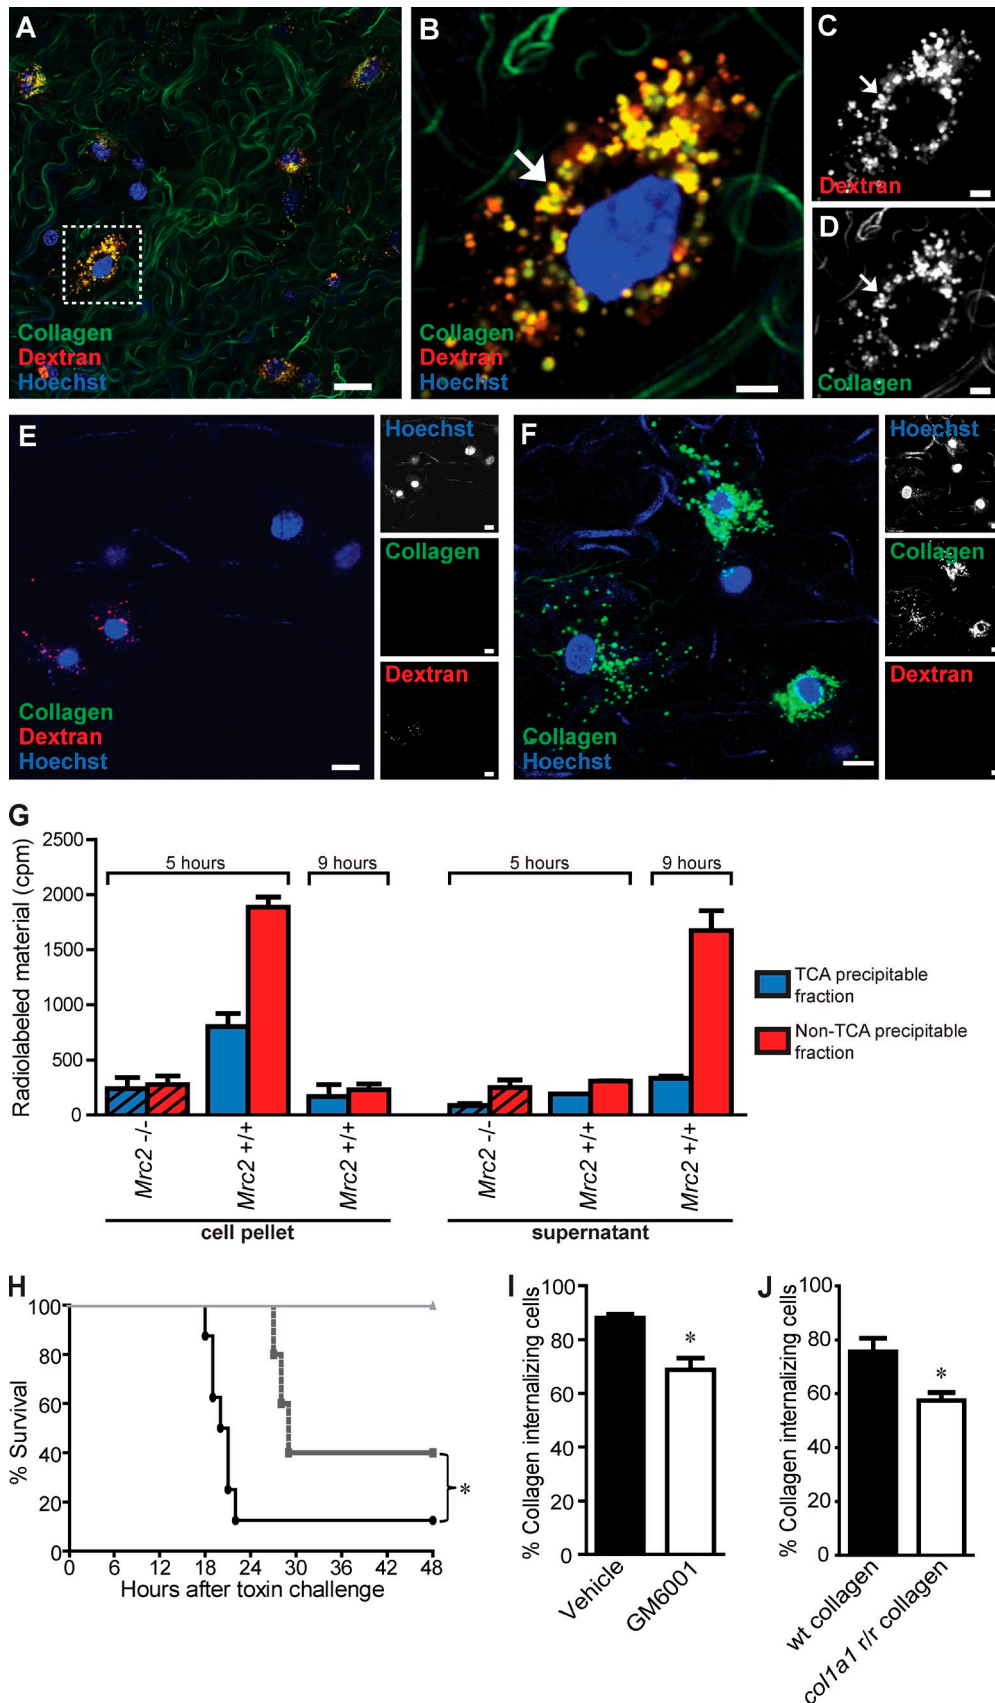 A
Collagen
Dextran
Hoechst
B
Collagen
Dextran
Hoechst
C
Dextran
D
Collagen
E
Collagen
Dextran
Hoechst
Hoechst
Collagen
Dextran
F
Collagen
Hoechst
Hoechst
Collagen
Dextran
G
Radiolabeled material (cpm)
2500
2000
1500
1000
500
0
5 hours
9 hours
5 hours
9 hours
TCA precipitable
fraction
Non-TCA precipitable
fraction
Mrc2 -/-
Mrc2 +/+
Mrc2 +/+
Mrc2 -/-
Mrc2 +/+
Mrc2 +/+
cell pellet
supernatant
H
% Survival
100
80
60
40
20
0
*
0 6 12 18 24 30 36 42 48
Hours after toxin challenge
I
% Collagen internalizing cells
100
80
60
40
20
0
*
Vehicle
GM6001
J
% Collagen internalizing cells
100
80
60
40
20
0
*
wt collagen
col1a1 r/r collagen